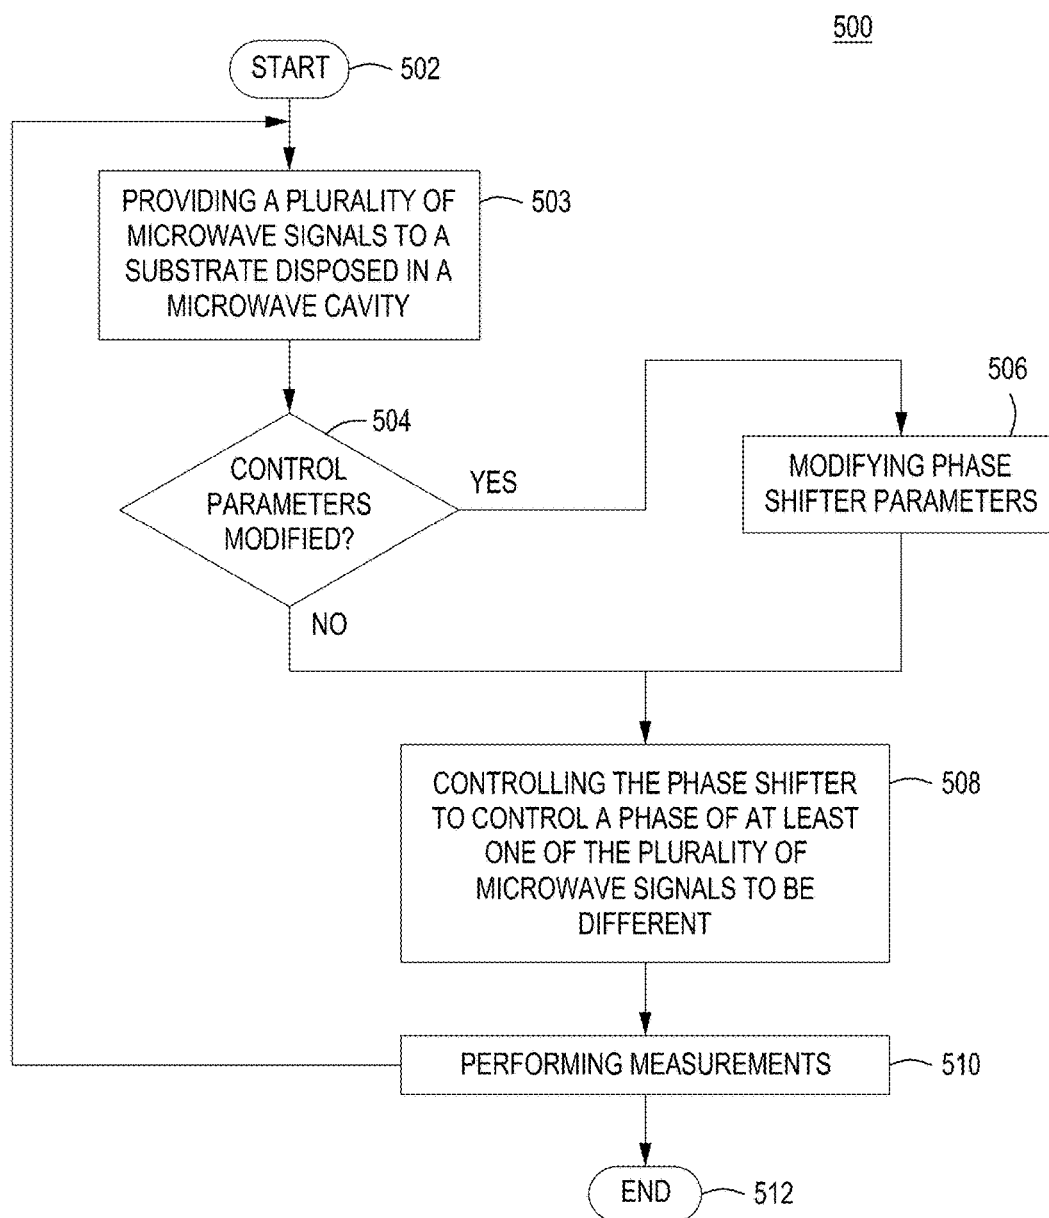 500
START
502
PROVIDING A PLURALITY OF
MICROWAVE SIGNALS TO A
SUBSTRATE DISPOSED IN A
MICROWAVE CAVITY
503
504
CONTROL
PARAMETERS
MODIFIED?
YES
NO
506
MODIFYING PHASE
SHIFTER PARAMETERS
CONTROLLING THE PHASE SHIFTER
TO CONTROL A PHASE OF AT LEAST
ONE OF THE PLURALITY OF
MICROWAVE SIGNALS TO BE
DIFFERENT
508
PERFORMING MEASUREMENTS
510
END
512